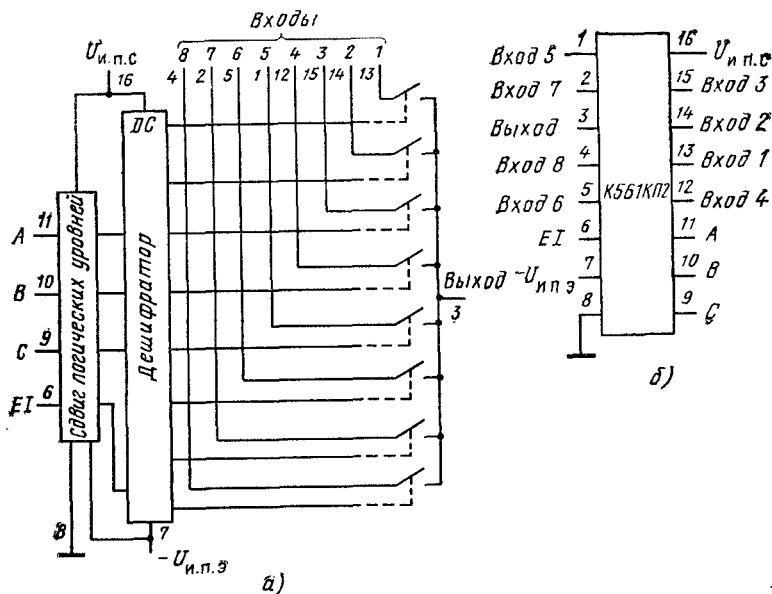 Входы
8 7 6 5 4 3 2 1
4 2 5 1 12 15 14 13
U и.п.с
16
DC
Дешифратор
Сдвиг логических уровней
A 11
B 10
C 9
EI 6
8
7
-U и.п.э
Выход
3
а)
Вход 5 1
Вход 7 2
Выход 3
Вход 8 4
Вход 6 5
EI 6
-U и п э 7
8
К561КП2
16 U и п.с
15 Вход 3
14 Вход 2
13 Вход 1
12 Вход 4
11 A
10 B
9 C
б)